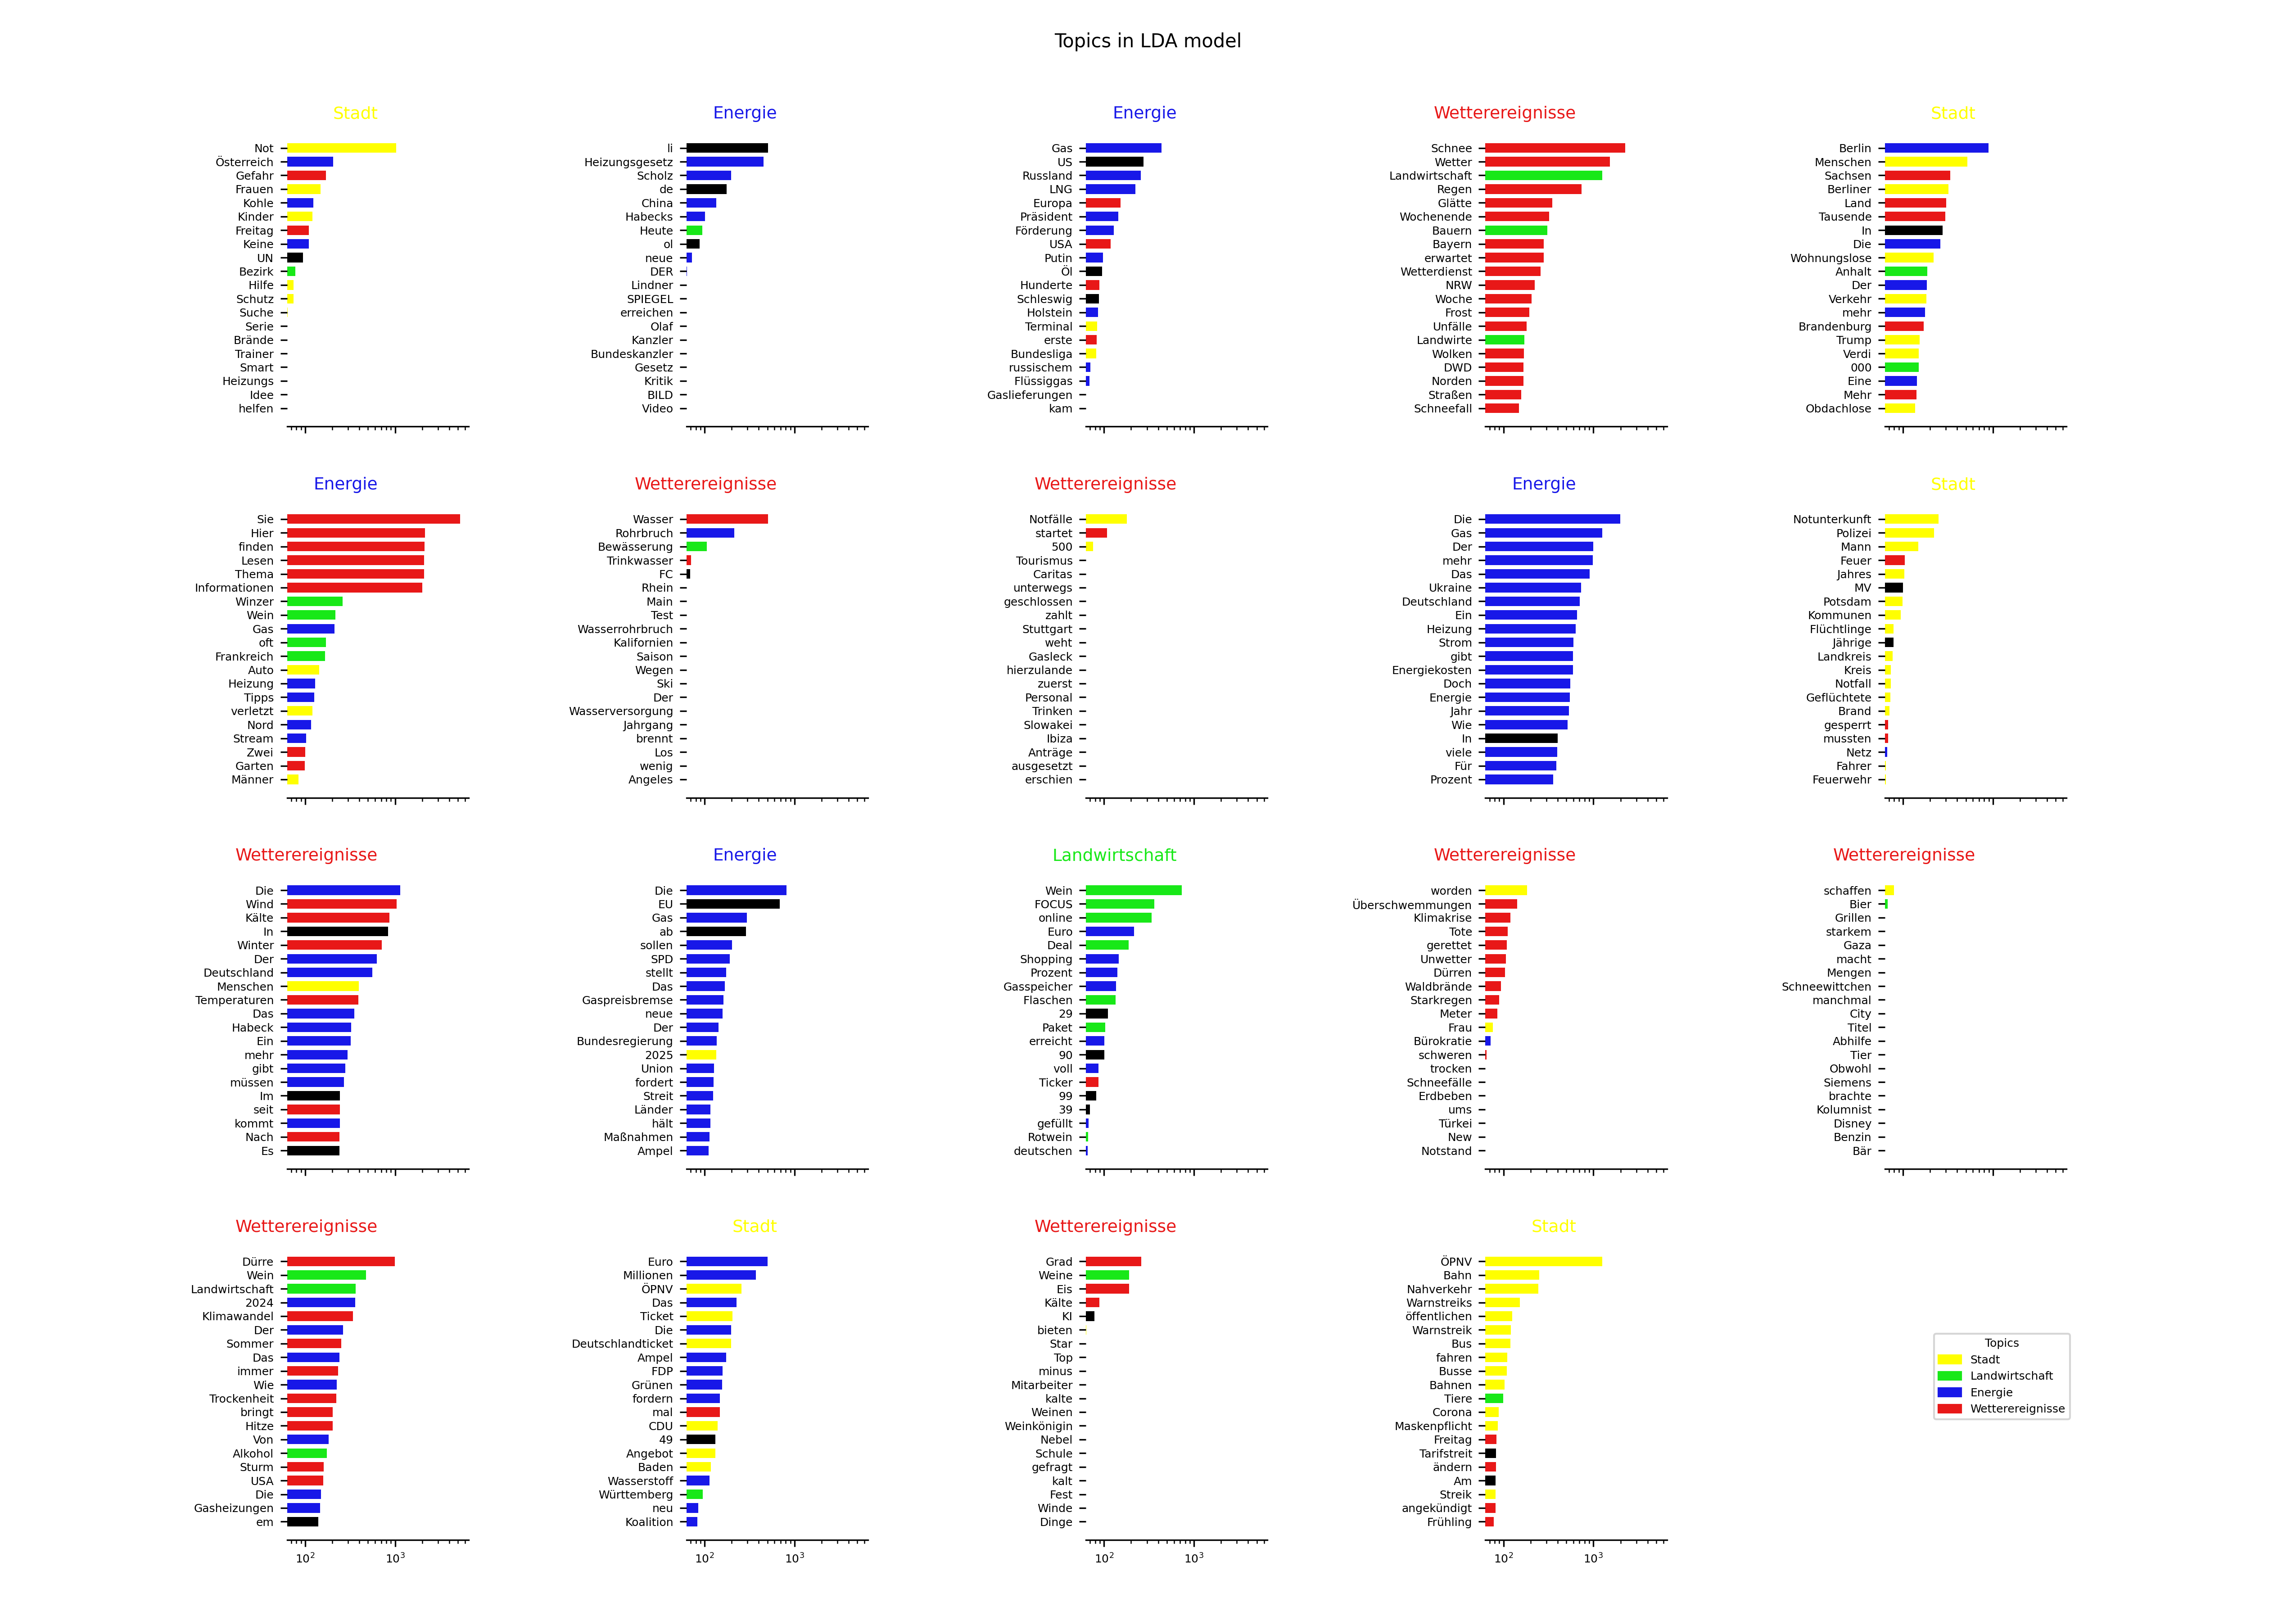 Topics in LDA model
Stadt
Not
Österreich
Gefahr
Frauen
Kohle
Kinder
Freitag
Keine
UN
Bezirk
Hilfe
Schutz
Suche
Serie
Brände
Trainer
Smart
Heizungs
Idee
helfen
Energie
li
Heizungsgesetz
Scholz
de
China
Habecks
Heute
ol
neue
DER
Lindner
SPIEGEL
erreichen
Olaf
Kanzler
Bundeskanzler
Gesetz
Kritik
BILD
Video
Energie
Gas
US
Russland
LNG
Europa
Präsident
Förderung
USA
Putin
Öl
Hunderte
Schleswig
Holstein
Terminal
erste
Bundesliga
russischem
Flüssiggas
Gaslieferungen
kam
Wetterereignisse
Schnee
Wetter
Landwirtschaft
Regen
Glätte
Wochenende
Bauern
Bayern
erwartet
Wetterdienst
NRW
Woche
Frost
Unfälle
Landwirte
Wolken
DWD
Norden
Straßen
Schneefall
Stadt
Berlin
Menschen
Sachsen
Berliner
Land
Tausende
In
Die
Wohnungslose
Anhalt
Der
Verkehr
mehr
Brandenburg
Trump
Verdi
000
Eine
Mehr
Obdachlose
Energie
Sie
Hier
finden
Lesen
Thema
Informationen
Winzer
Wein
Gas
oft
Frankreich
Auto
Heizung
Tipps
verletzt
Nord
Stream
Zwei
Garten
Männer
Wetterereignisse
Wasser
Rohrbruch
Bewässerung
Trinkwasser
FC
Rhein
Main
Test
Wasserrohrbruch
Kalifornien
Saison
Wegen
Ski
Der
Wasserversorgung
Jahrgang
brennt
Los
wenig
Angeles
Wetterereignisse
Notfälle
startet
500
Tourismus
Caritas
unterwegs
geschlossen
zahlt
Stuttgart
weht
Gasleck
hierzulande
zuerst
Personal
Trinken
Slowakei
Ibiza
Anträge
ausgesetzt
erschien
Energie
Die
Gas
Der
mehr
Das
Ukraine
Deutschland
Ein
Heizung
Strom
gibt
Energiekosten
Doch
Energie
Jahr
Wie
In
viele
Für
Prozent
Stadt
Notunterkunft
Polizei
Mann
Feuer
Jahres
MV
Potsdam
Kommunen
Flüchtlinge
Jährige
Landkreis
Kreis
Notfall
Geflüchtete
Brand
gesperrt
mussten
Netz
Fahrer
Feuerwehr
Wetterereignisse
Die
Wind
Kälte
In
Winter
Der
Deutschland
Menschen
Temperaturen
Das
Habeck
Ein
mehr
gibt
müssen
Im
seit
kommt
Nach
Es
Energie
Die
EU
Gas
ab
sollen
SPD
stellt
Das
Gaspreisbremse
neue
Der
Bundesregierung
2025
Union
fordert
Streit
Länder
hält
Maßnahmen
Ampel
Landwirtschaft
Wein
FOCUS
online
Euro
Deal
Shopping
Prozent
Gasspeicher
Flaschen
29
Paket
erreicht
90
voll
Ticker
99
39
gefüllt
Rotwein
deutschen
Wetterereignisse
worden
Überschwemmungen
Klimakrise
Tote
gerettet
Unwetter
Dürren
Waldbrände
Starkregen
Meter
Frau
Bürokratie
schweren
trocken
Schneefälle
Erdbeben
ums
Türkei
New
Notstand
Wetterereignisse
schaffen
Bier
Grillen
starkem
Gaza
macht
Mengen
Schneewittchen
manchmal
City
Titel
Abhilfe
Tier
Obwohl
Siemens
brachte
Kolumnist
Disney
Benzin
Bär
Wetterereignisse
Dürre
Wein
Landwirtschaft
2024
Klimawandel
Der
Sommer
Das
immer
Wie
Trockenheit
bringt
Hitze
Von
Alkohol
Sturm
USA
Die
Gasheizungen
em
10² 10³
Stadt
Euro
Millionen
ÖPNV
Das
Ticket
Die
Deutschlandticket
Ampel
FDP
Grünen
fordern
mal
CDU
49
Angebot
Baden
Wasserstoff
Württemberg
neu
Koalition
10² 10³
Wetterereignisse
Grad
Weine
Eis
Kälte
KI
bieten
Star
Top
minus
Mitarbeiter
kalte
Weinen
Weinkönigin
Nebel
Schule
gefragt
kalt
Fest
Winde
Dinge
10² 10³
Stadt
ÖPNV
Bahn
Nahverkehr
Warnstreiks
öffentlichen
Warnstreik
Bus
fahren
Busse
Bahnen
Tiere
Corona
Maskenpflicht
Freitag
Tarifstreit
ändern
Am
Streik
angekündigt
Frühling
10² 10³
Topics
Stadt
Landwirtschaft
Energie
Wetterereignisse